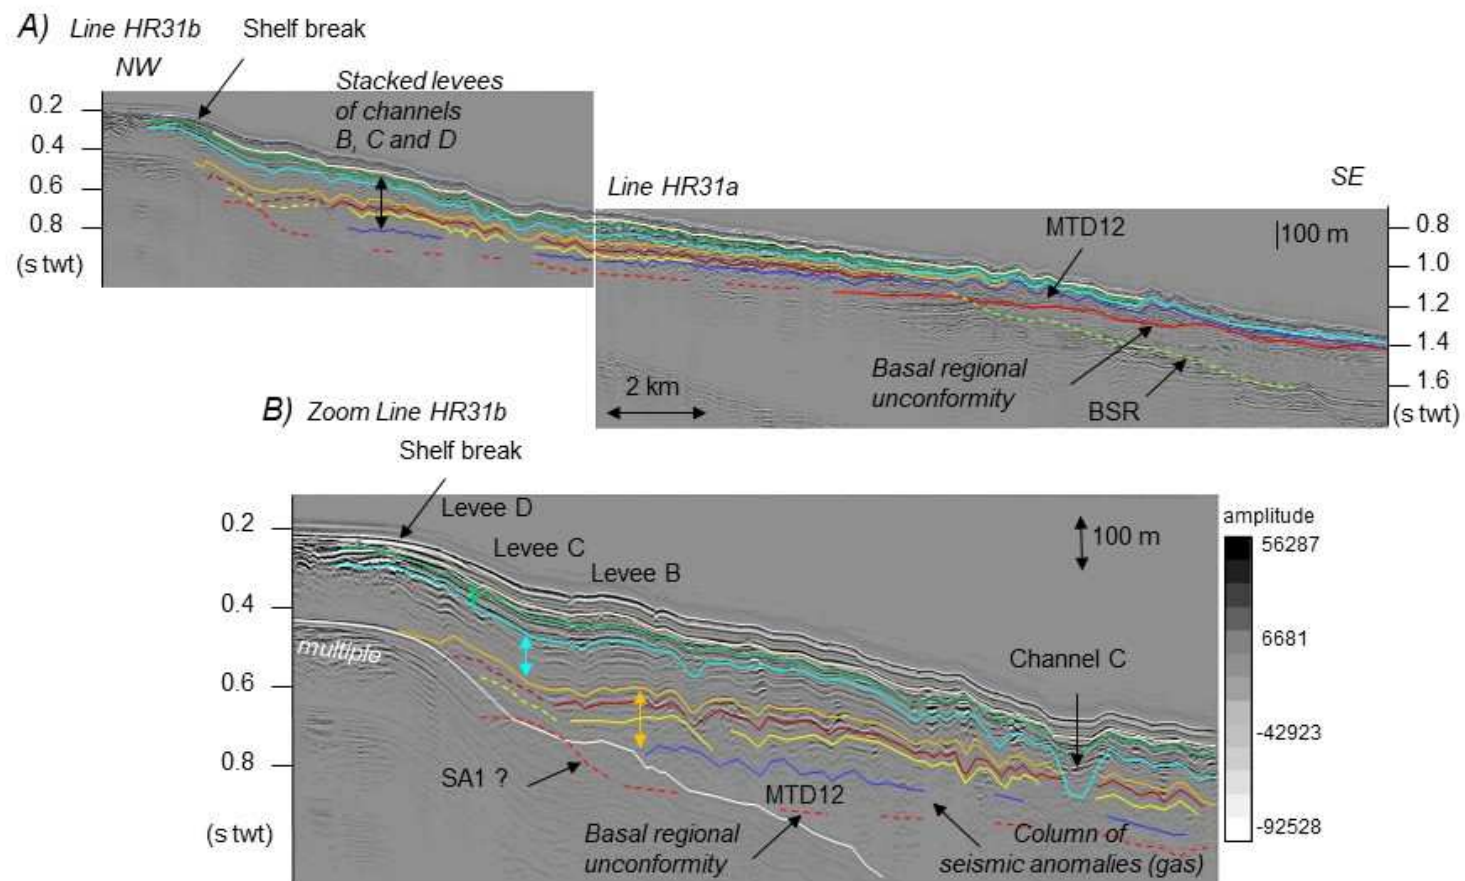 A) Line HR31b
Shelf break
NW
Stacked levees
of channels
B, C and D
0.2
0.4
0.6
0.8
(s twt)
Line HR31a
SE
MTD12
100 m
0.8
1.0
1.2
1.4
1.6
(s twt)
Basal regional
unconformity
BSR
2 km
B) Zoom Line HR31b
Shelf break
Levee D
Levee C
Levee B
100 m
amplitude
56287
6681
-42923
-92528
0.2
0.4
0.6
0.8
(s twt)
multiple
Channel C
SA1 ?
MTD12
Basal regional
unconformity
Column of
seismic anomalies (gas)